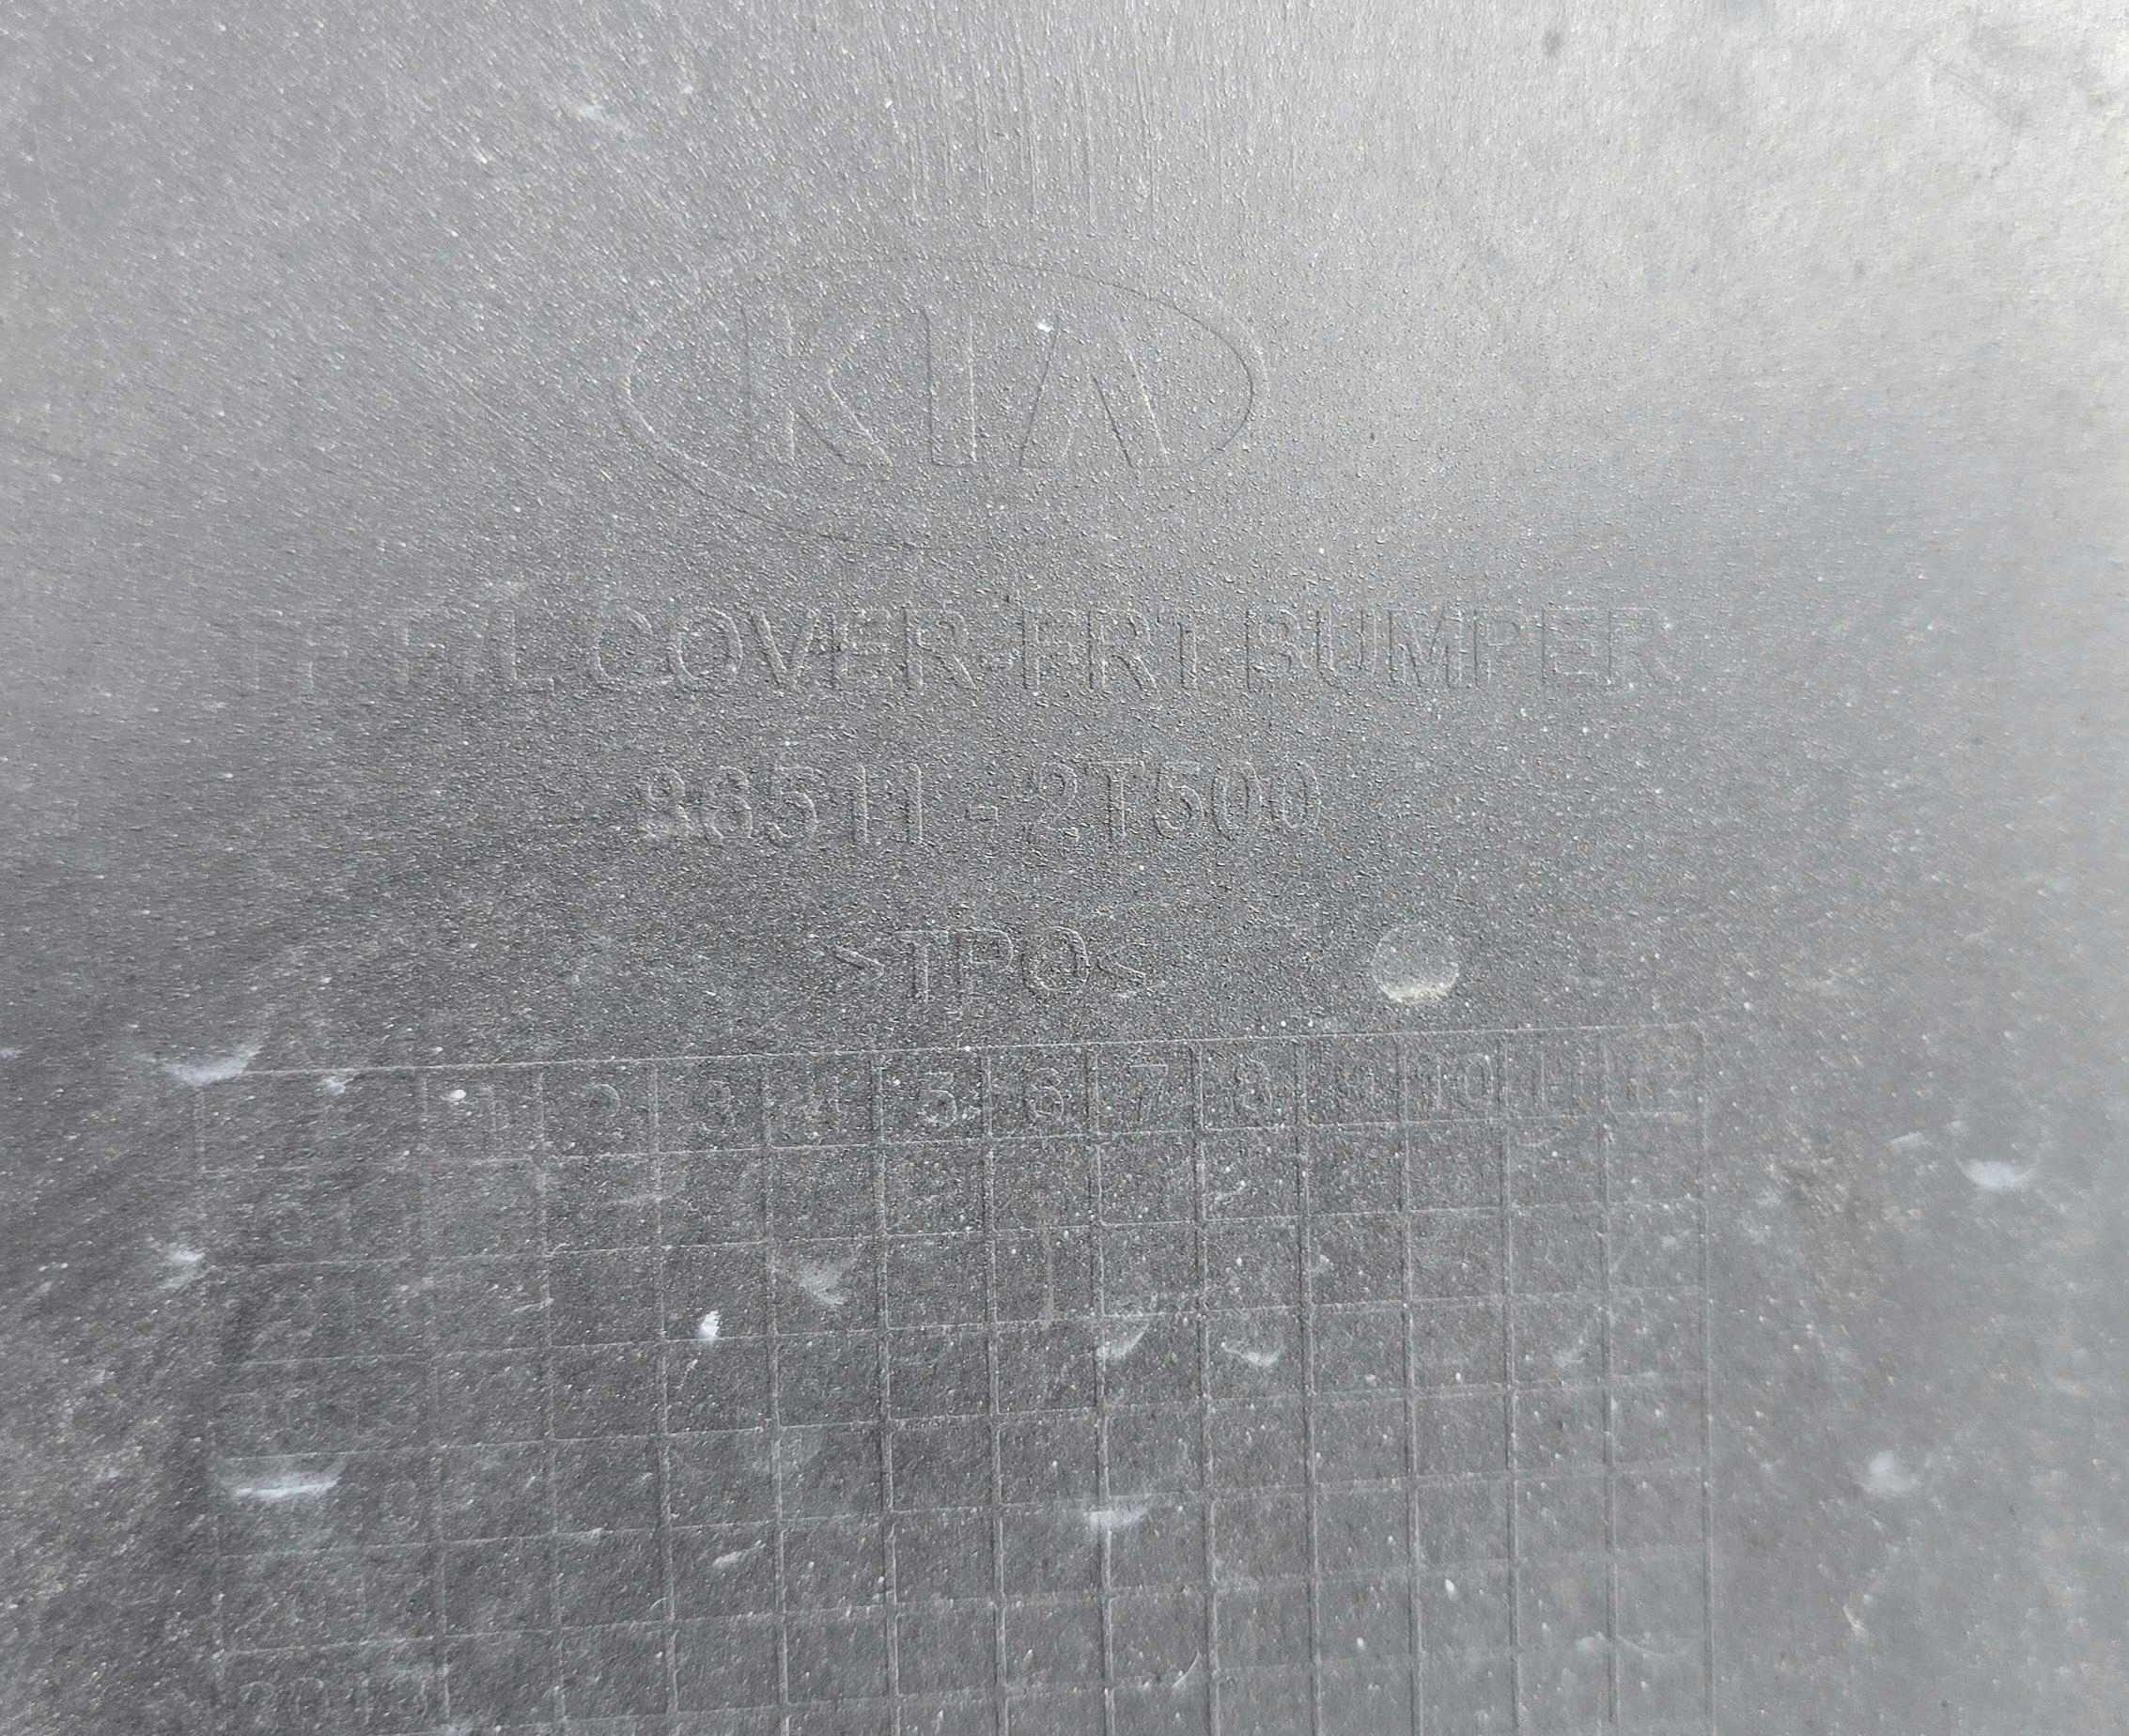 KIA
TF F/L COVER-FRT BUMPER
86511-2T500
>TPO<
1 2 3 4 5 6 7 8 9 10 11 12